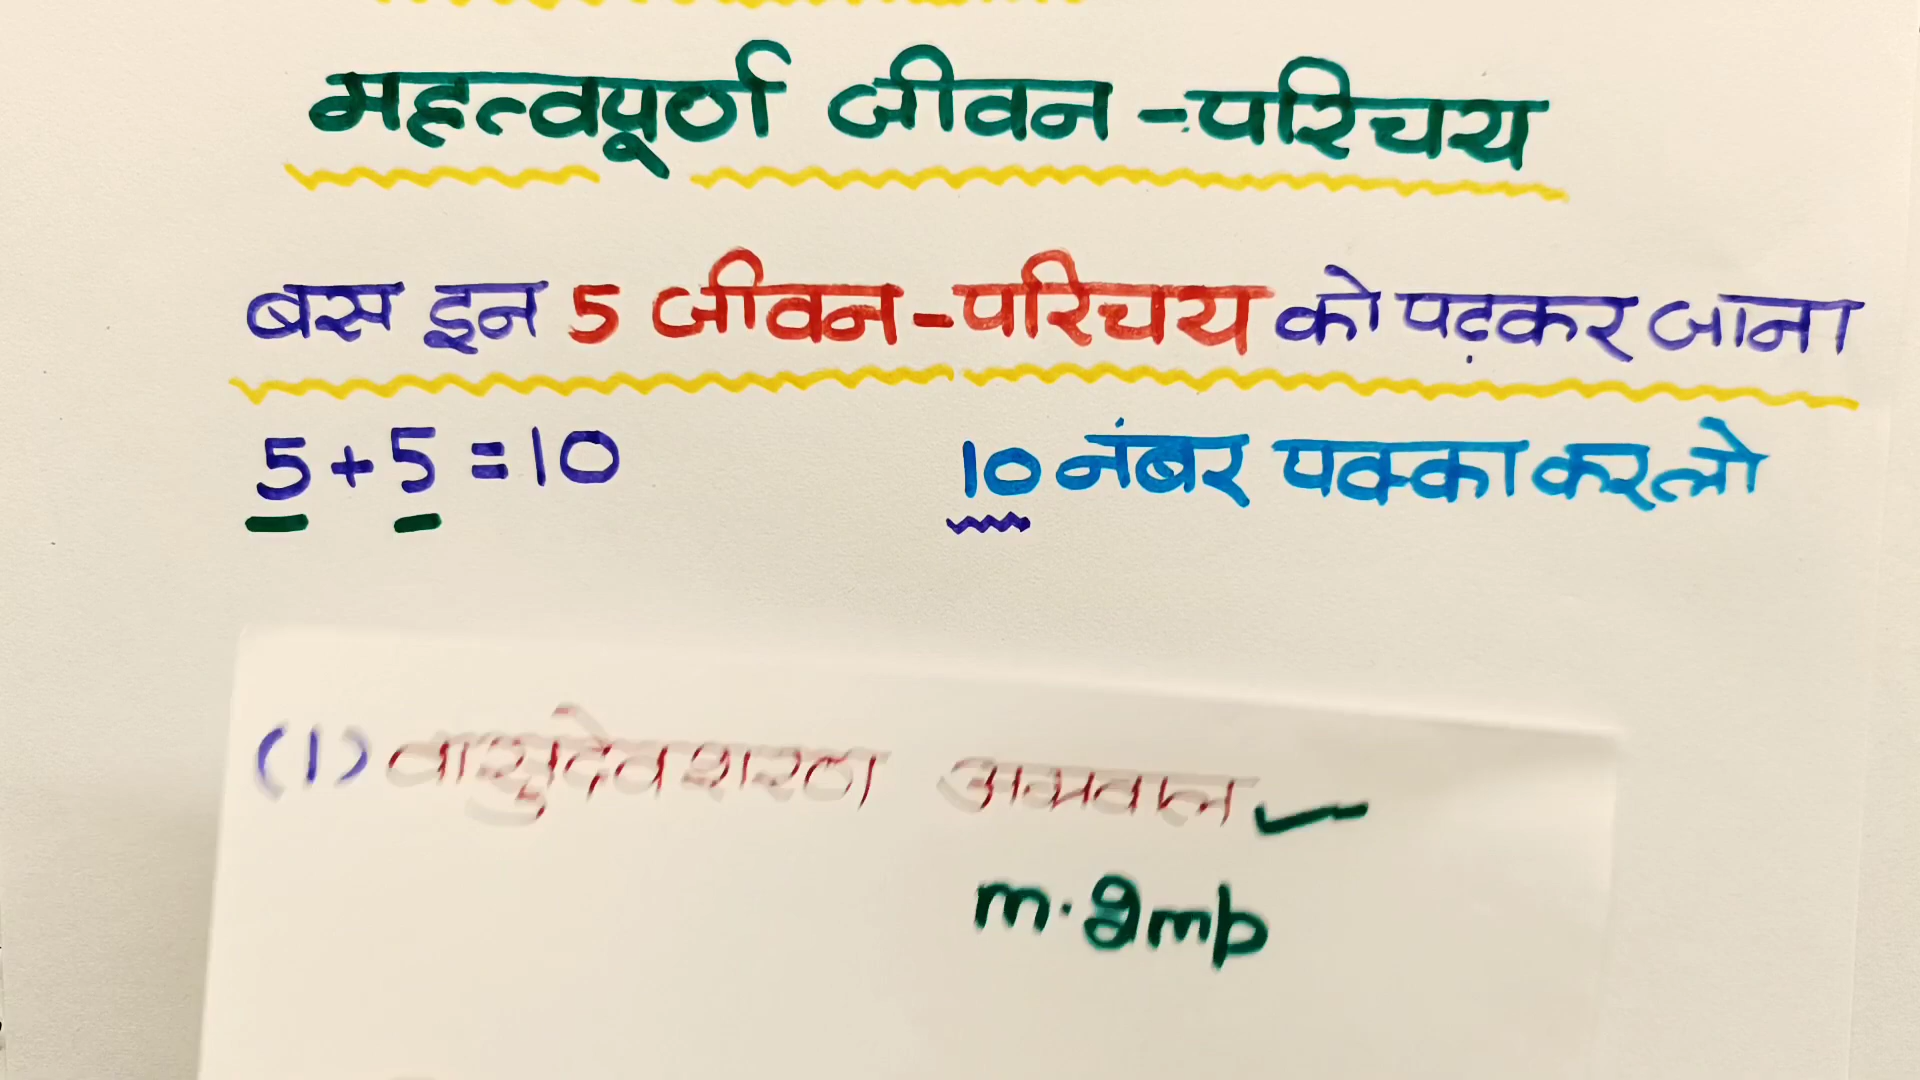 महत्वपूर्ण जीवन-परिचय
बस इन 5 जीवन-परिचय को पढ़कर जाना
5+5=10 10 नंबर पक्का करलो
(1) वासुदेवशरण अग्रवाल
m.Imp